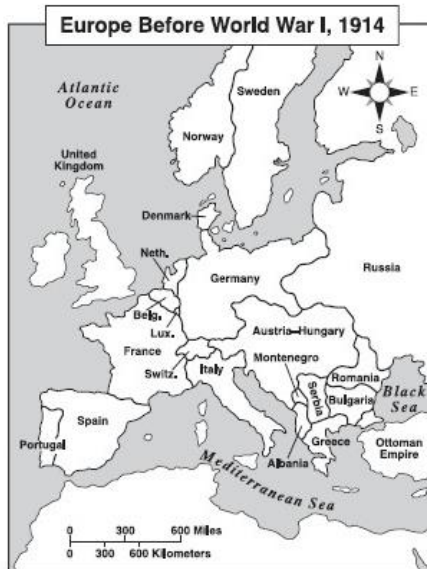 Europe Before World War I, 1914
Atlantic
Ocean
N
W
E
S
Sweden
Norway
United
Kingdom
Denmark
Neth.
Germany
Russia
Belg.
Lux.
France
Austria-Hungary
Montenegro
Switz.
Italy
Serbia
Romania
Black
Sea
Bulgaria
Spain
Portugal
Greece
Ottoman
Empire
Albania
Mediterranean Sea
0 300 600 Miles
0 300 600 Kilometers